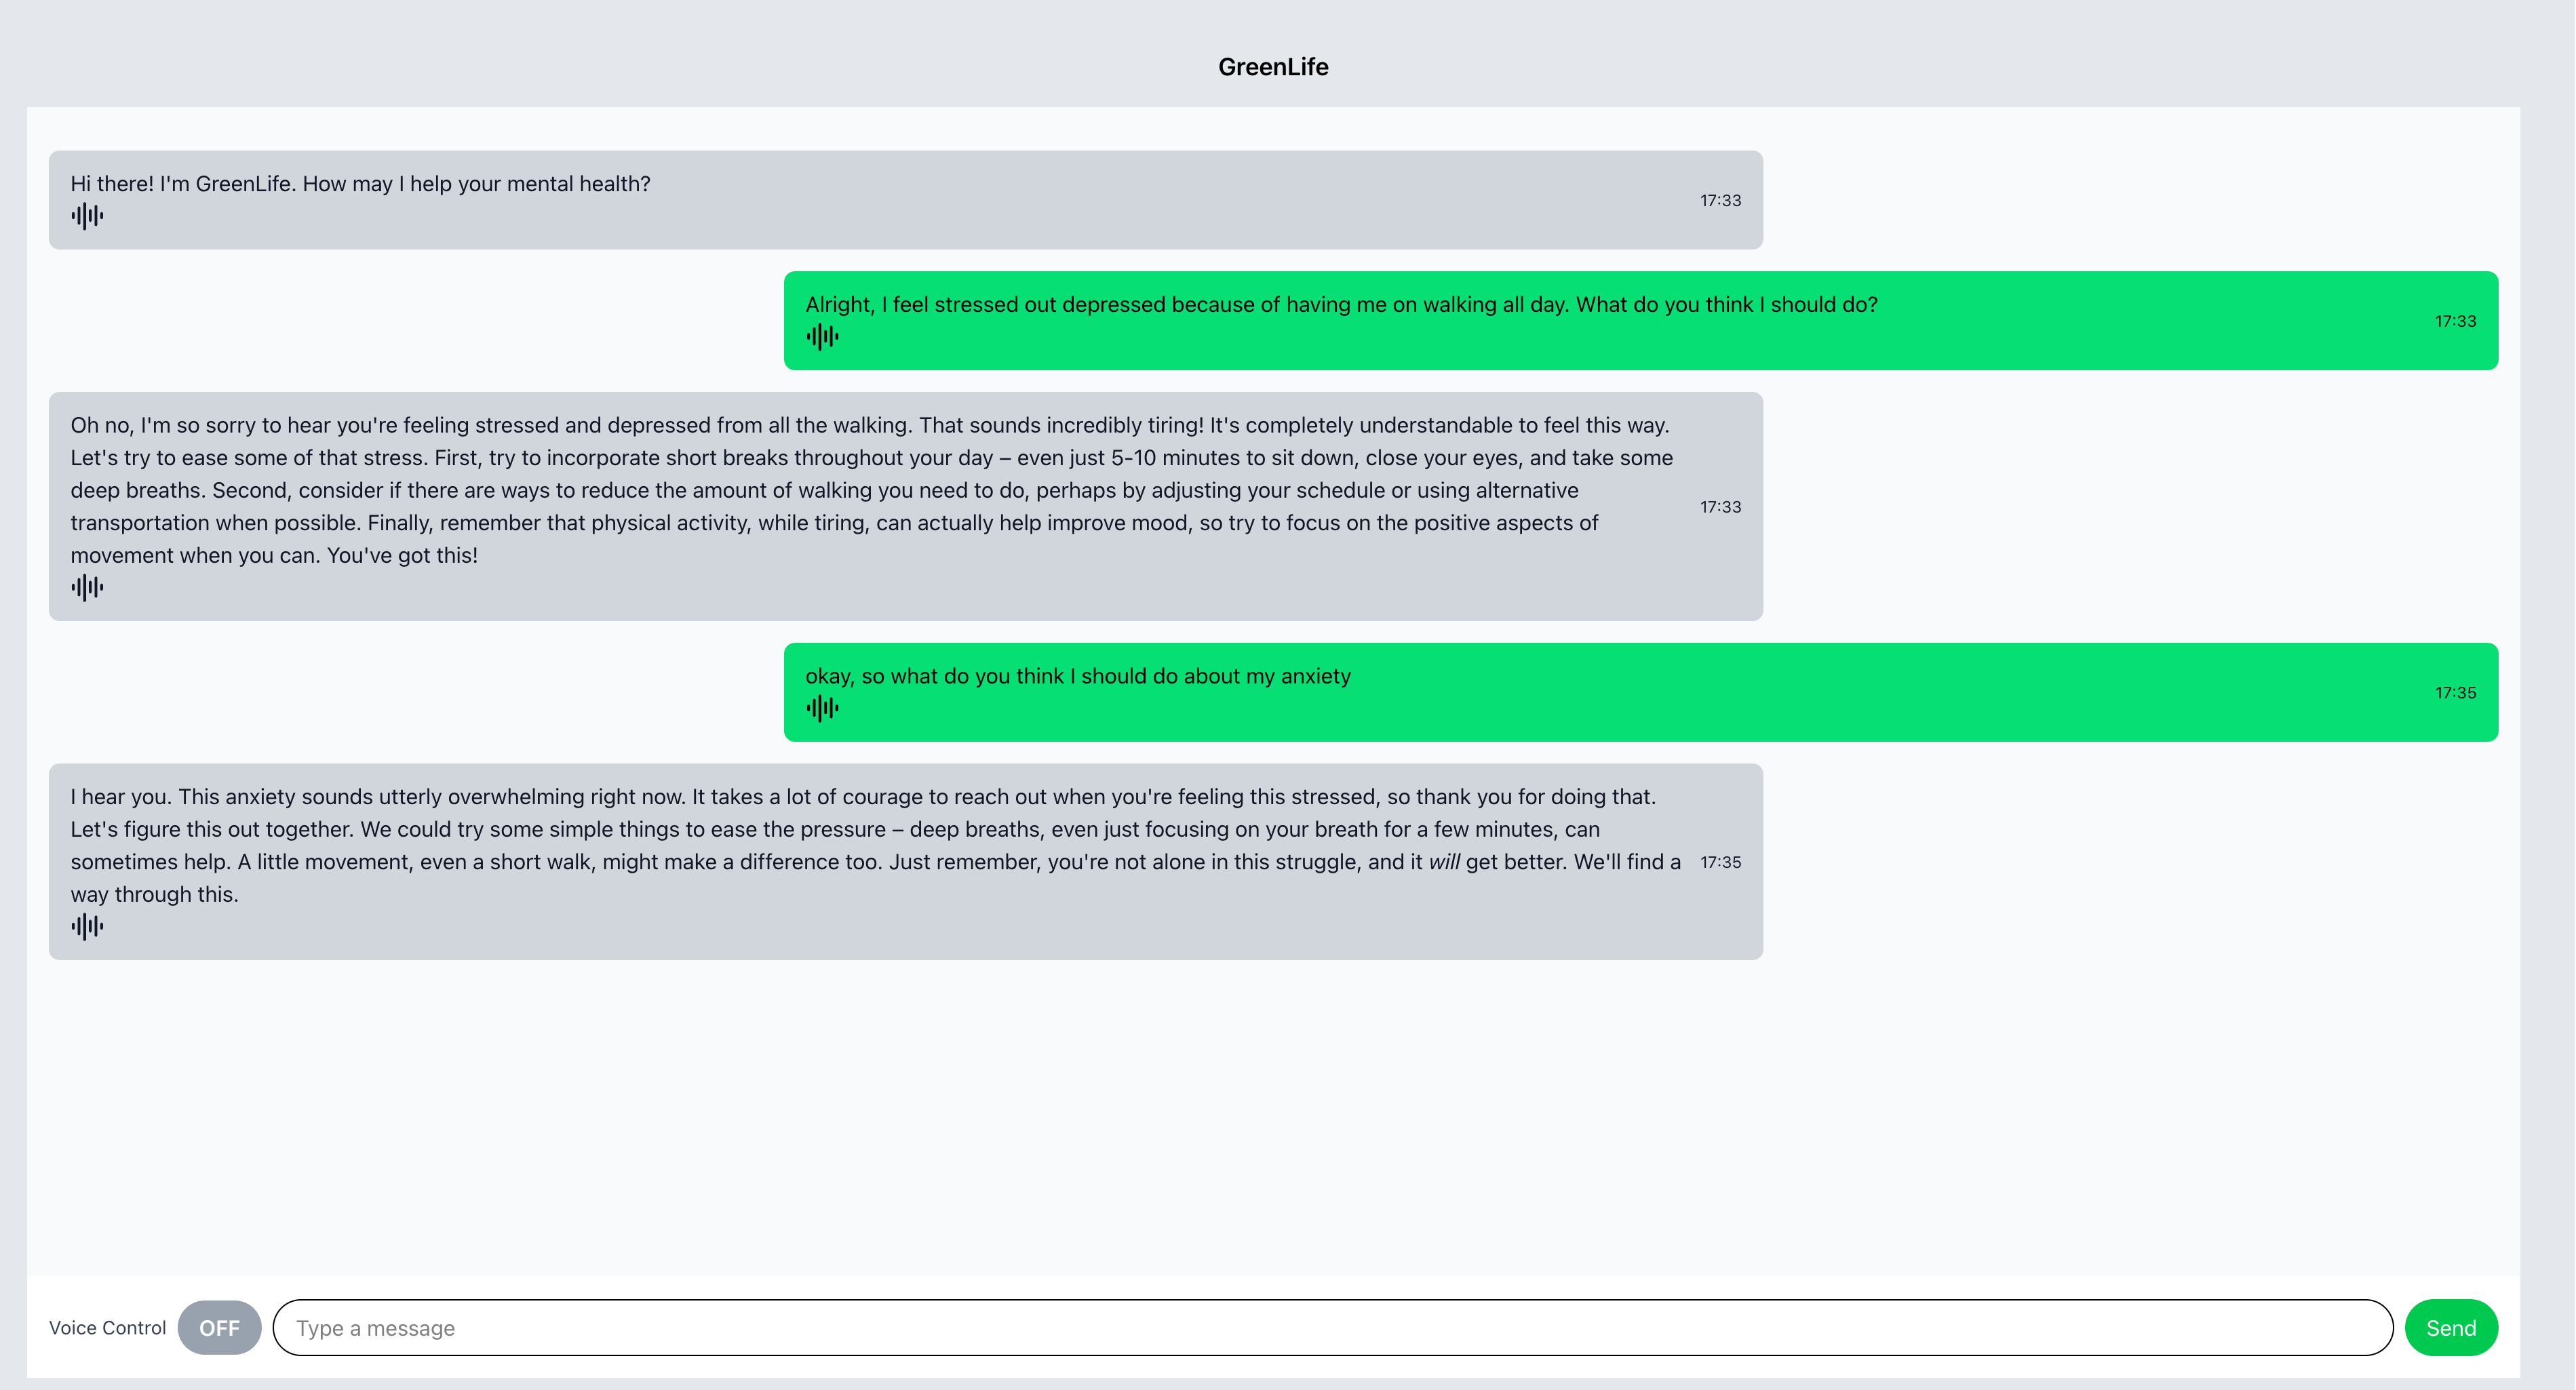 GreenLife
Hi there! I'm GreenLife. How may I help your mental health?
17:33
Alright, I feel stressed out depressed because of having me on walking all day. What do you think I should do?
17:33
Oh no, I'm so sorry to hear you're feeling stressed and depressed from all the walking. That sounds incredibly tiring! It's completely understandable to feel this way.
Let's try to ease some of that stress. First, try to incorporate short breaks throughout your day – even just 5-10 minutes to sit down, close your eyes, and take some
deep breaths. Second, consider if there are ways to reduce the amount of walking you need to do, perhaps by adjusting your schedule or using alternative
transportation when possible. Finally, remember that physical activity, while tiring, can actually help improve mood, so try to focus on the positive aspects of
movement when you can. You've got this!
17:33
okay, so what do you think I should do about my anxiety
17:35
I hear you. This anxiety sounds utterly overwhelming right now. It takes a lot of courage to reach out when you're feeling this stressed, so thank you for doing that.
Let's figure this out together. We could try some simple things to ease the pressure – deep breaths, even just focusing on your breath for a few minutes, can
sometimes help. A little movement, even a short walk, might make a difference too. Just remember, you're not alone in this struggle, and it will get better. We'll find a
way through this.
17:35
Voice Control OFF Type a message Send